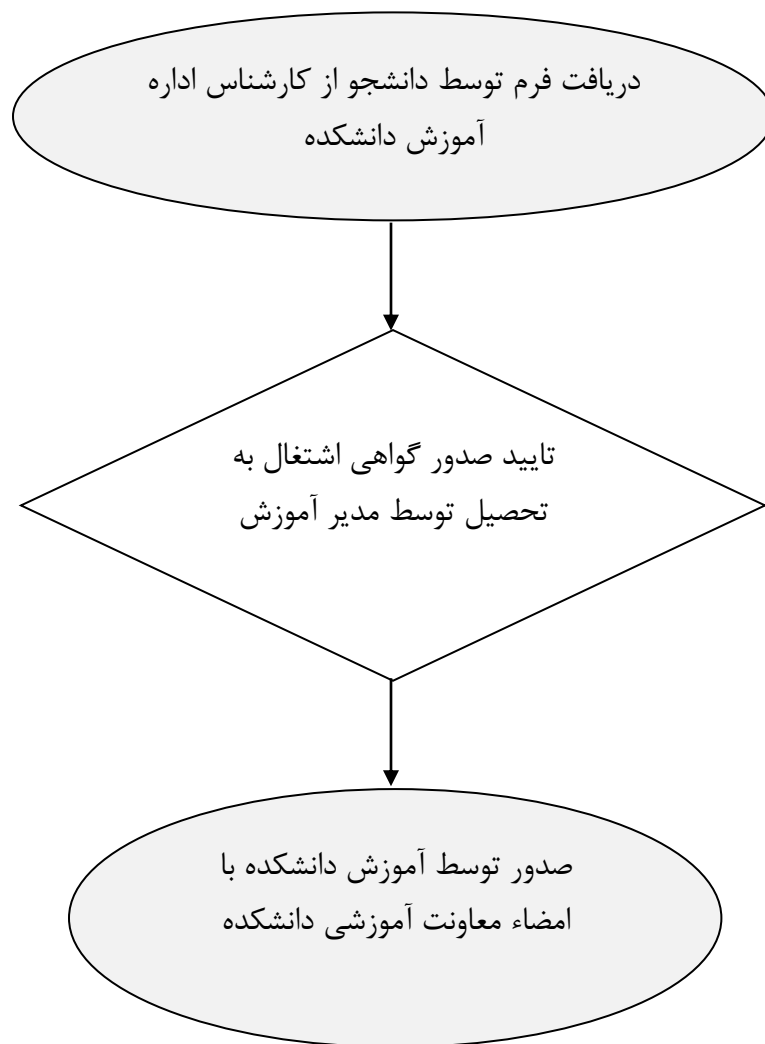 دریافت فرم توسط دانشجو از کارشناس اداره
آموزش دانشکده
تایید صدور گواهی اشتغال به
تحصیل توسط مدیر آموزش
صدور توسط آموزش دانشکده با
امضاء معاونت آموزشی دانشکده